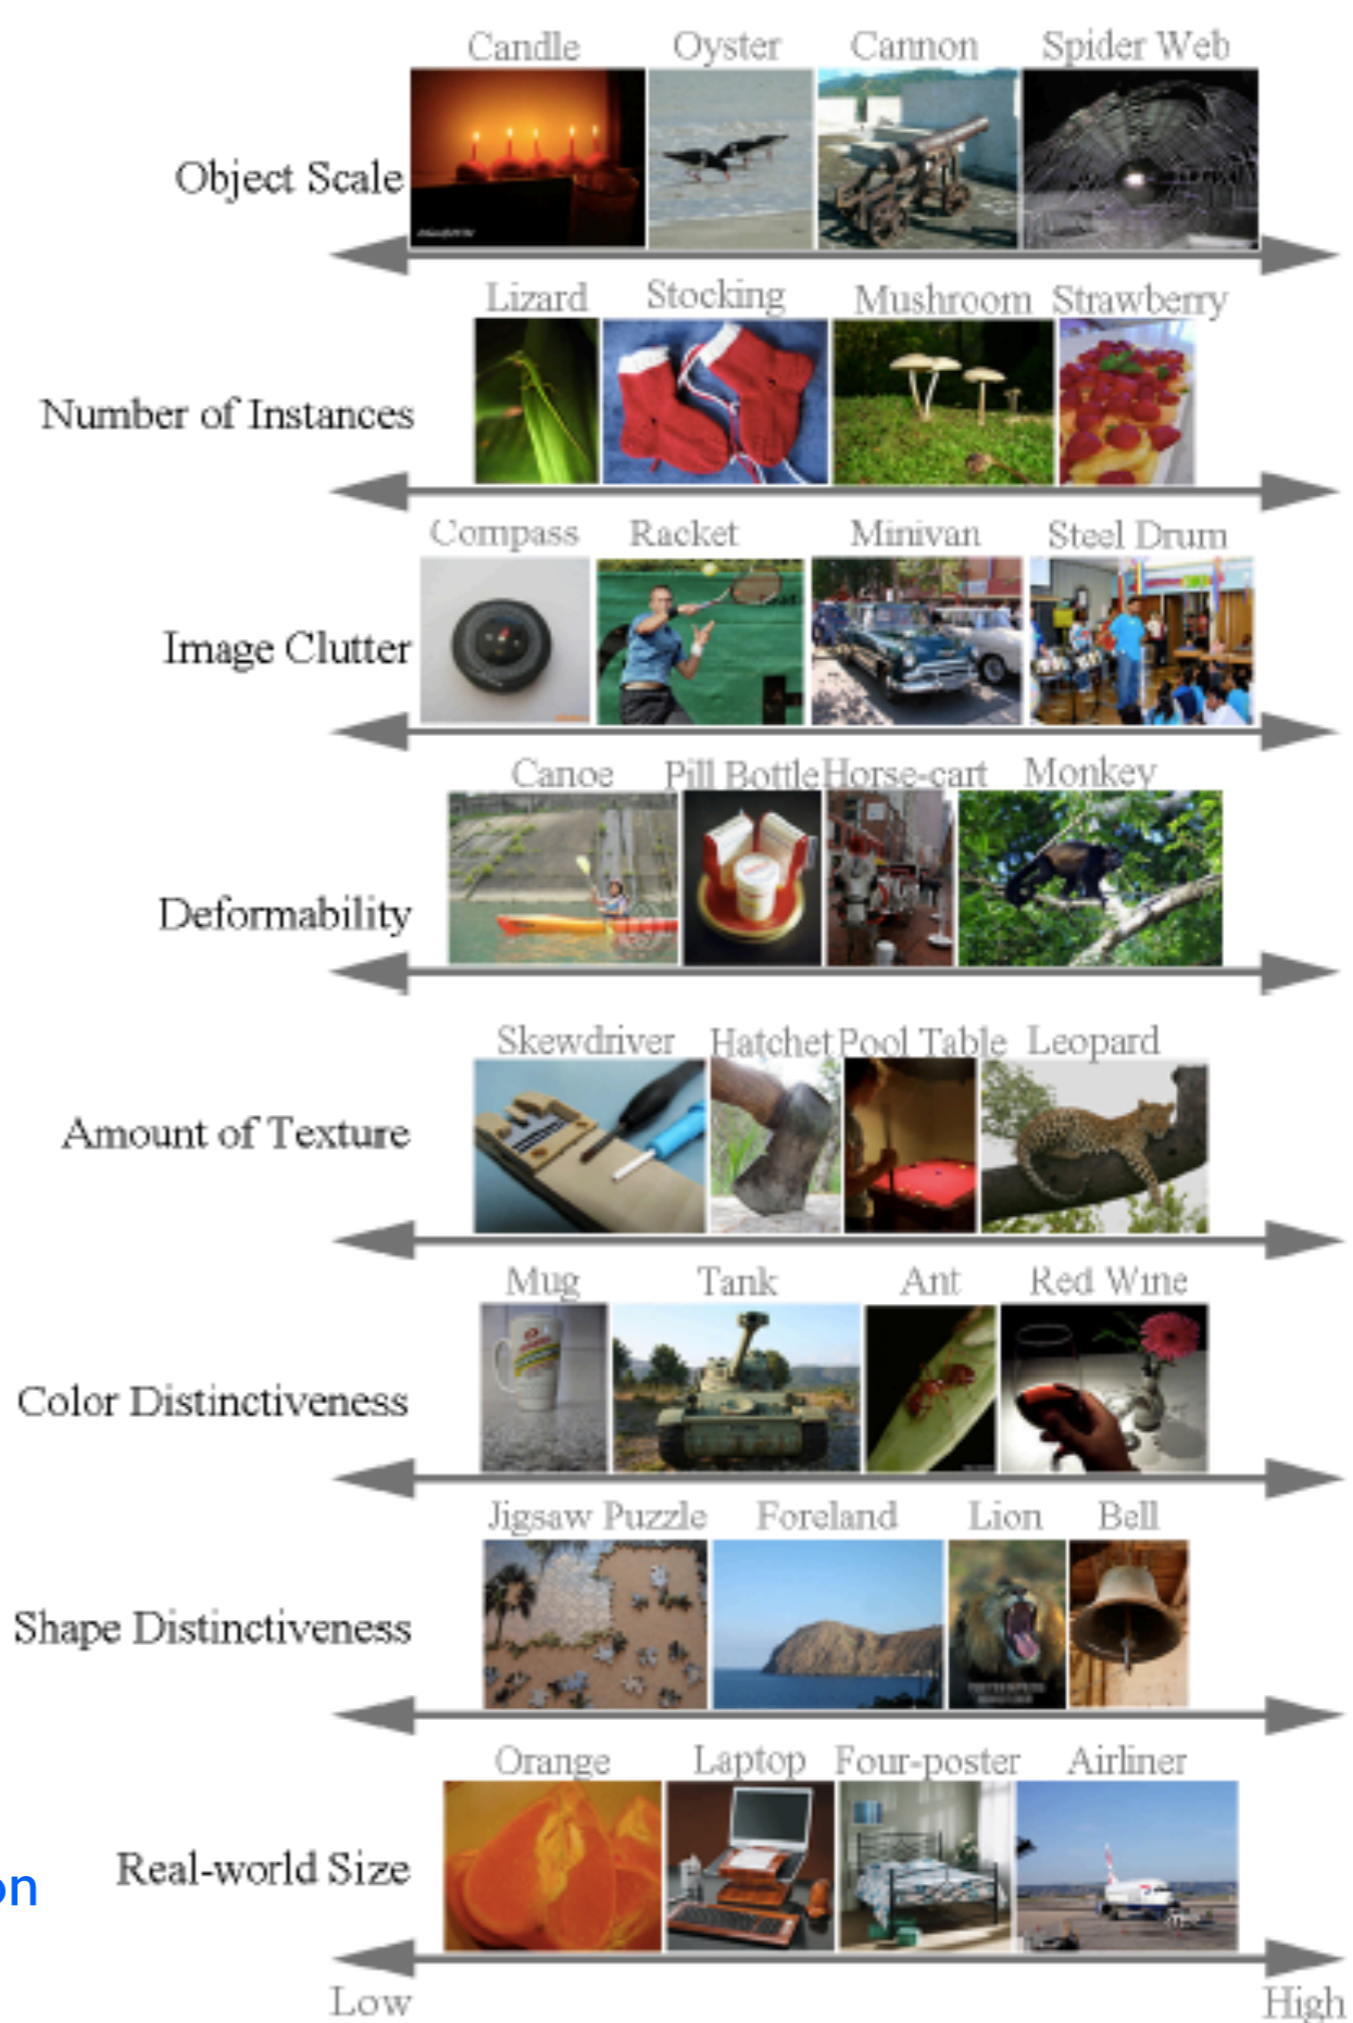 Candle Oyster Cannon Spider Web
Object Scale
Lizard Stocking Mushroom Strawberry
Number of Instances
Compass Racket Minivan Steel Drum
Image Clutter
Canoe Pill Bottle Horse-cart Monkey
Deformability
Skewdriver Hatchet Pool Table Leopard
Amount of Texture
Mug Tank Ant Red Wine
Color Distinctiveness
Jigsaw Puzzle Foreland Lion Bell
Shape Distinctiveness
Orange Laptop Four-poster Airliner
Real-world Size
on
Low High